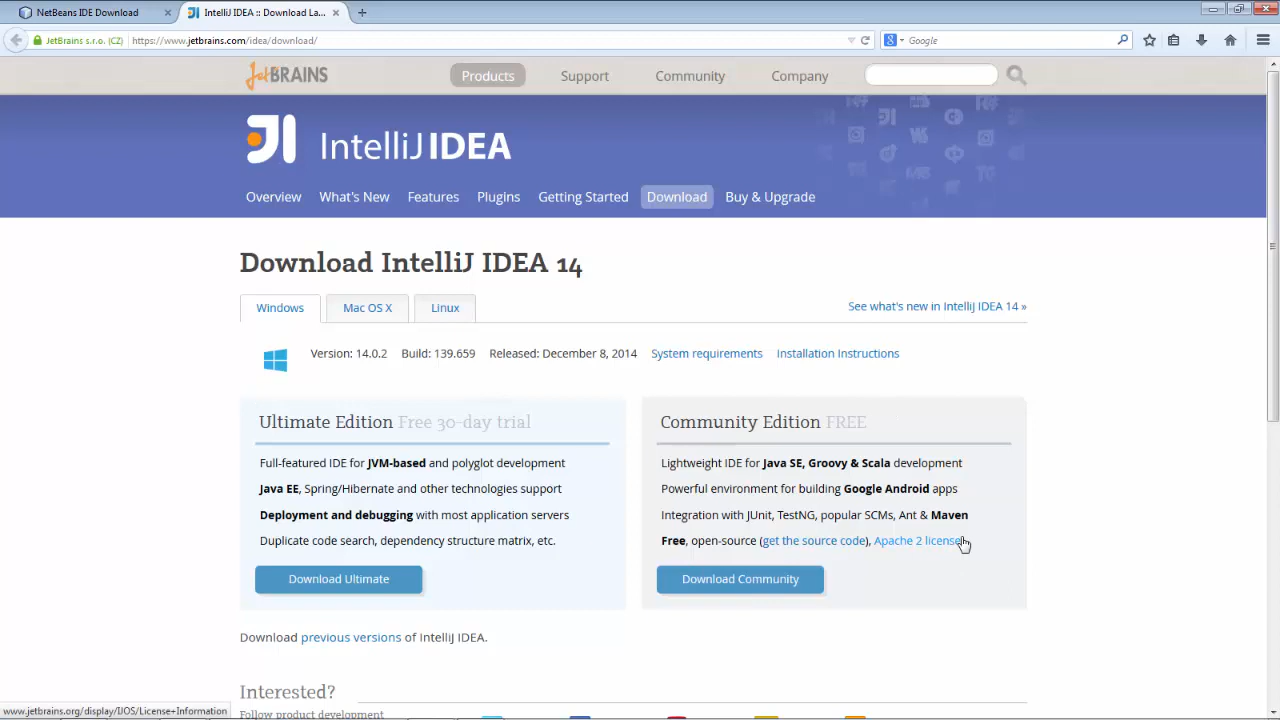 NetBeans IDE Download
IntelliJ IDEA :: Download La...
JetBrains s.r.o. (CZ)
https://www.jetbrains.com/idea/download/
Google
JetBRAINS
Products
Support
Community
Company
IntelliJ IDEA
Overview
What's New
Features
Plugins
Getting Started
Download
Buy & Upgrade
Download IntelliJ IDEA 14
Windows
Mac OS X
Linux
See what's new in IntelliJ IDEA 14 »
Version: 14.0.2
Build: 139.659
Released: December 8, 2014
System requirements
Installation Instructions
Ultimate Edition Free 30-day trial
Full-featured IDE for JVM-based and polyglot development
Java EE, Spring/Hibernate and other technologies support
Deployment and debugging with most application servers
Duplicate code search, dependency structure matrix, etc.
Download Ultimate
Community Edition FREE
Lightweight IDE for Java SE, Groovy & Scala development
Powerful environment for building Google Android apps
Integration with JUnit, TestNG, popular SCMs, Ant & Maven
Free, open-source (get the source code), Apache 2 license
Download Community
Download previous versions of IntelliJ IDEA.
Interested?
Follow product development
www.jetbrains.org/display/IJOS/License+Information